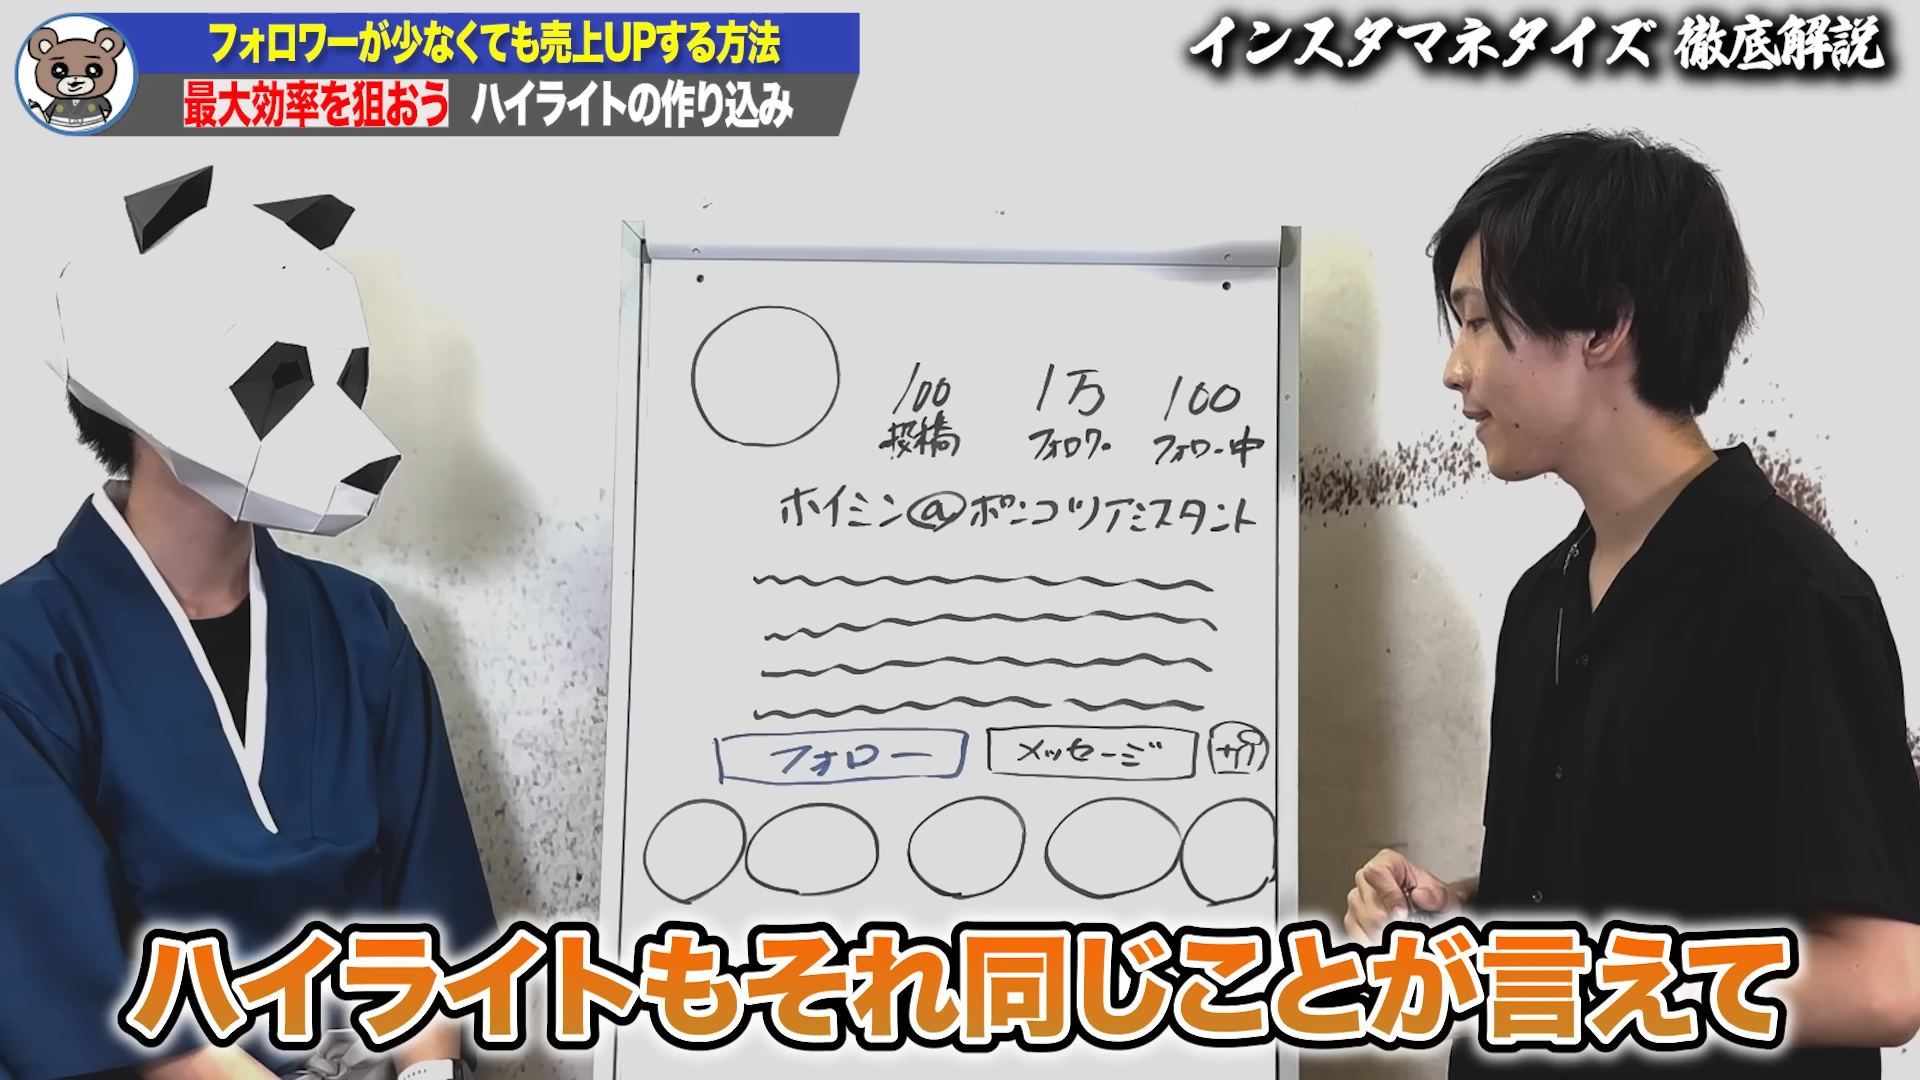 フォロワーが少なくても売上UPする方法
最大効率を狙おう ハイライトの作り込み
インスタマネタイズ 徹底解説
100 1万 100
投稿 フォロワー フォロー中
ホイミン@ポンコツアシスタント
フォロー メッセージ
ハイライトもそれ同じことが言えて